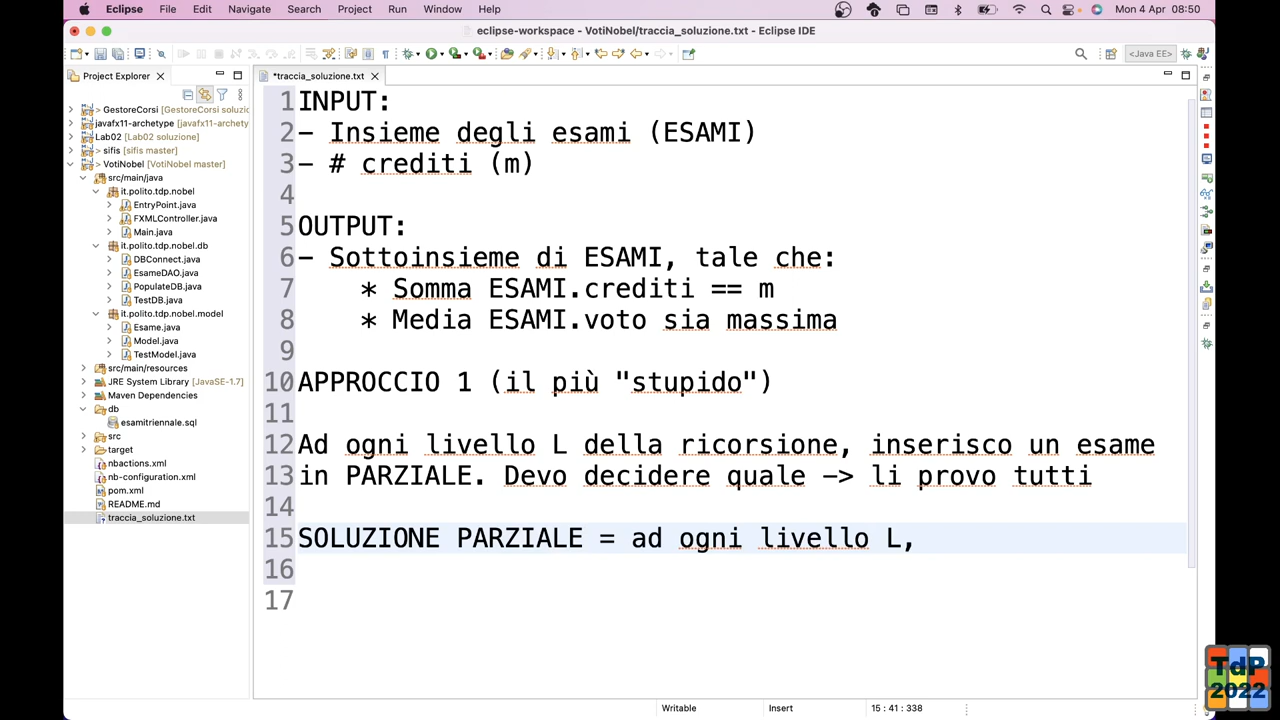 Eclipse File Edit Navigate Search Project Run Window Help Mon 4 Apr 08:50
eclipse-workspace - VotiNobel/traccia_soluzione.txt - Eclipse IDE
<Java EE>
Project Explorer
*traccia_soluzione.txt
> GestoreCorsi [GestoreCorsi soluzic
javafx11-archetype [javafx11-archety
> Lab02 [Lab02 soluzione]
> sifis [sifis master]
> VotiNobel [VotiNobel master]
src/main/java
it.polito.tdp.nobel
EntryPoint.java
FXMLController.java
Main.java
it.polito.tdp.nobel.db
DBConnect.java
EsameDAO.java
PopulateDB.java
TestDB.java
it.polito.tdp.nobel.model
Esame.java
Model.java
TestModel.java
src/main/resources
JRE System Library [JavaSE-1.7]
Maven Dependencies
db
esamitriennale.sql
src
target
nbactions.xml
nb-configuration.xml
pom.xml
README.md
traccia_soluzione.txt
1 INPUT:
2 - Insieme degli esami (ESAMI)
3 - # crediti (m)
4
5 OUTPUT:
6 - Sottoinsieme di ESAMI, tale che:
7 * Somma ESAMI.crediti == m
8 * Media ESAMI.voto sia massima
9
10 APPROCCIO 1 (il più "stupido")
11
12 Ad ogni livello L della ricorsione, inserisco un esame
13 in PARZIALE. Devo decidere quale -> li provo tutti
14
15 SOLUZIONE PARZIALE = ad ogni livello L,
16
17
Writable Insert 15 : 41 : 338
TdP
2022